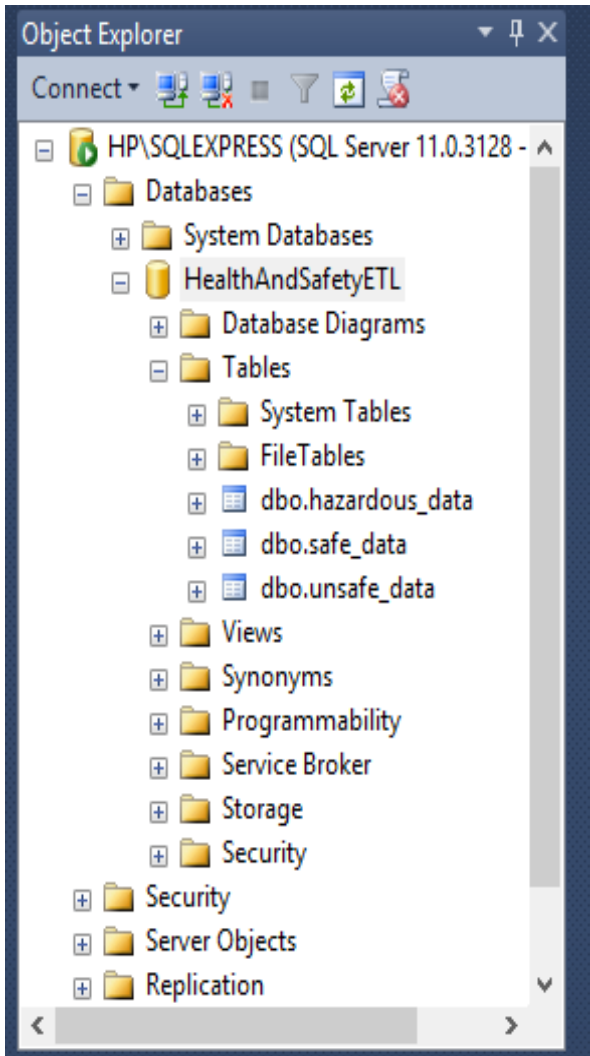 Object Explorer
Connect
HP\SQLEXPRESS (SQL Server 11.0.3128 -
Databases
System Databases
HealthAndSafetyETL
Database Diagrams
Tables
System Tables
FileTables
dbo.hazardous_data
dbo.safe_data
dbo.unsafe_data
Views
Synonyms
Programmability
Service Broker
Storage
Security
Security
Server Objects
Replication